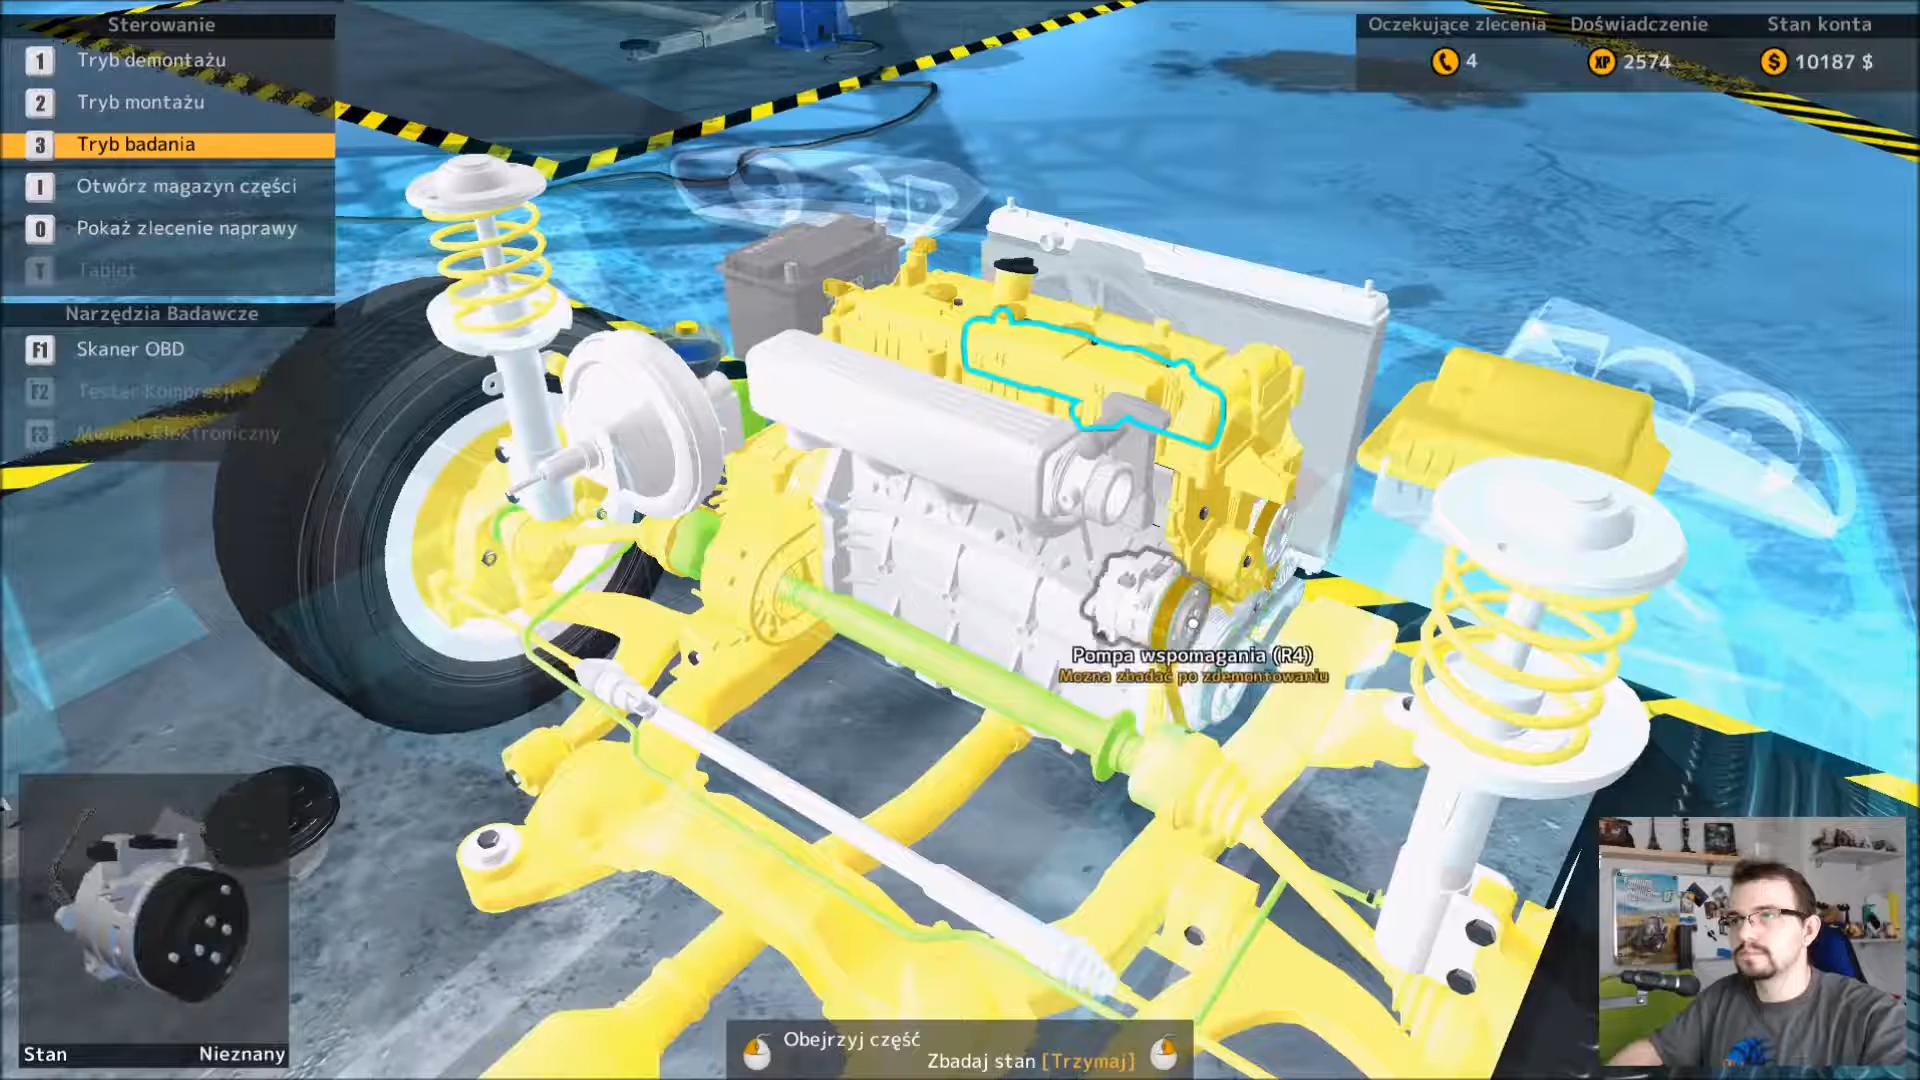 Sterowanie
1 Tryb demontażu
2 Tryb montażu
3 Tryb badania
I Otwórz magazyn części
O Pokaż zlecenie naprawy
T Tablet
Narzędzia Badawcze
F1 Skaner OBD
F2 Tester Kompresji
F3 Miernik Elektroniczny
Oczekujące zlecenia Doświadczenie Stan konta
4 XP 2574 $ 10187 $
Pompa wspomagania (R4)
Można zbadać po zdemontowaniu
Stan Nieznany
Obejrzyj część
Zbadaj stan [Trzymaj]